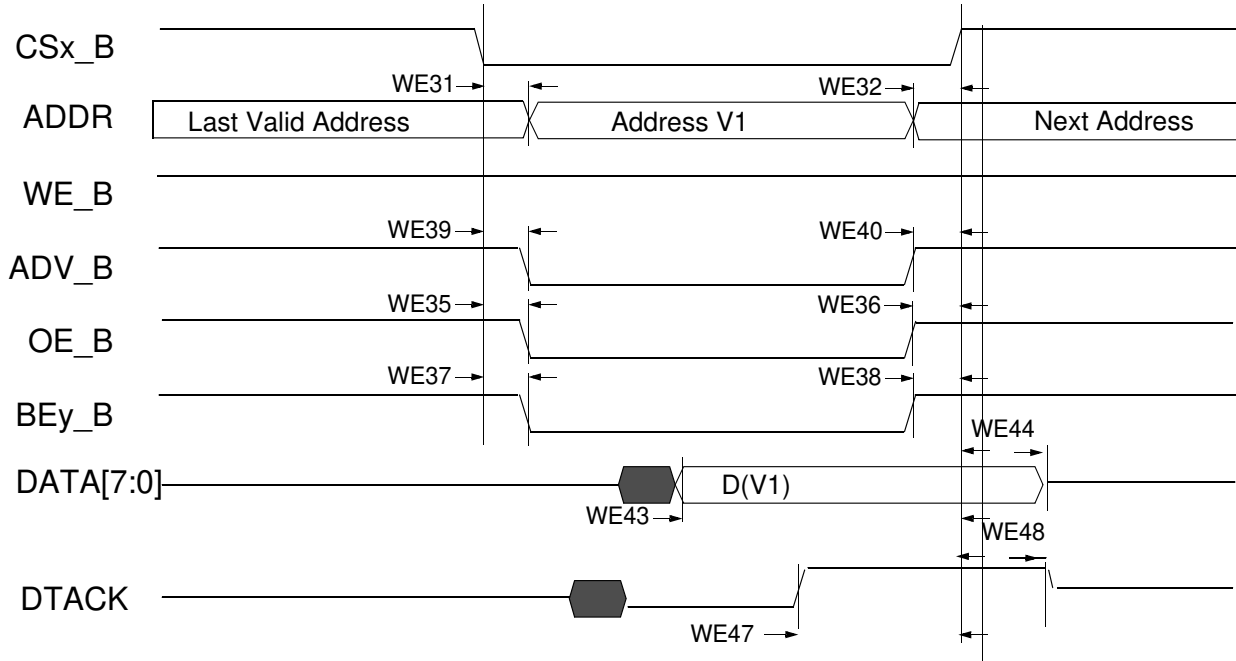 CSx_B
WE31
WE32
ADDR
Last Valid Address
Address V1
Next Address
WE_B
WE39
WE40
ADV_B
WE35
WE36
OE_B
WE37
WE38
BEy_B
WE44
DATA[7:0]
D(V1)
WE43
WE48
DTACK
WE47